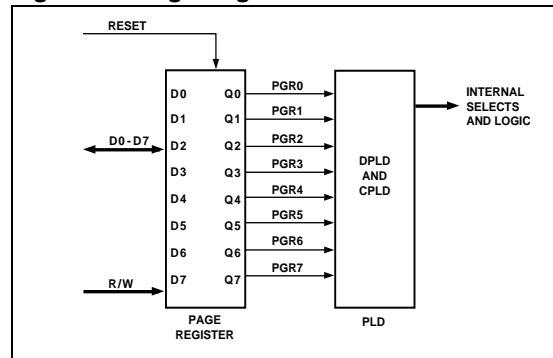 RESET
D0 Q0 PGR0
D1 Q1 PGR1
D0-D7 D2 Q2 PGR2
D3 Q3 PGR3
D4 Q4 PGR4
D5 Q5 PGR5
D6 Q6 PGR6
R/W D7 Q7 PGR7
DPLD
AND
CPLD
INTERNAL
SELECTS
AND LOGIC
PAGE
REGISTER
PLD